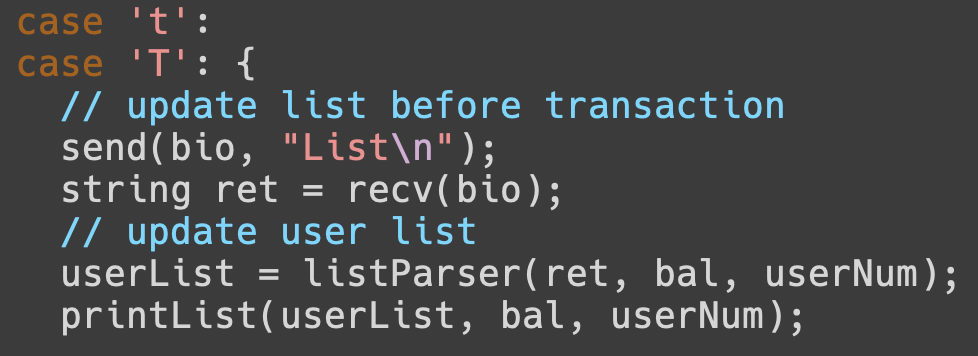 case 't':
case 'T': {
// update list before transaction
send(bio, "List\n");
string ret = recv(bio);
// update user list
userList = listParser(ret, bal, userNum);
printList(userList, bal, userNum);